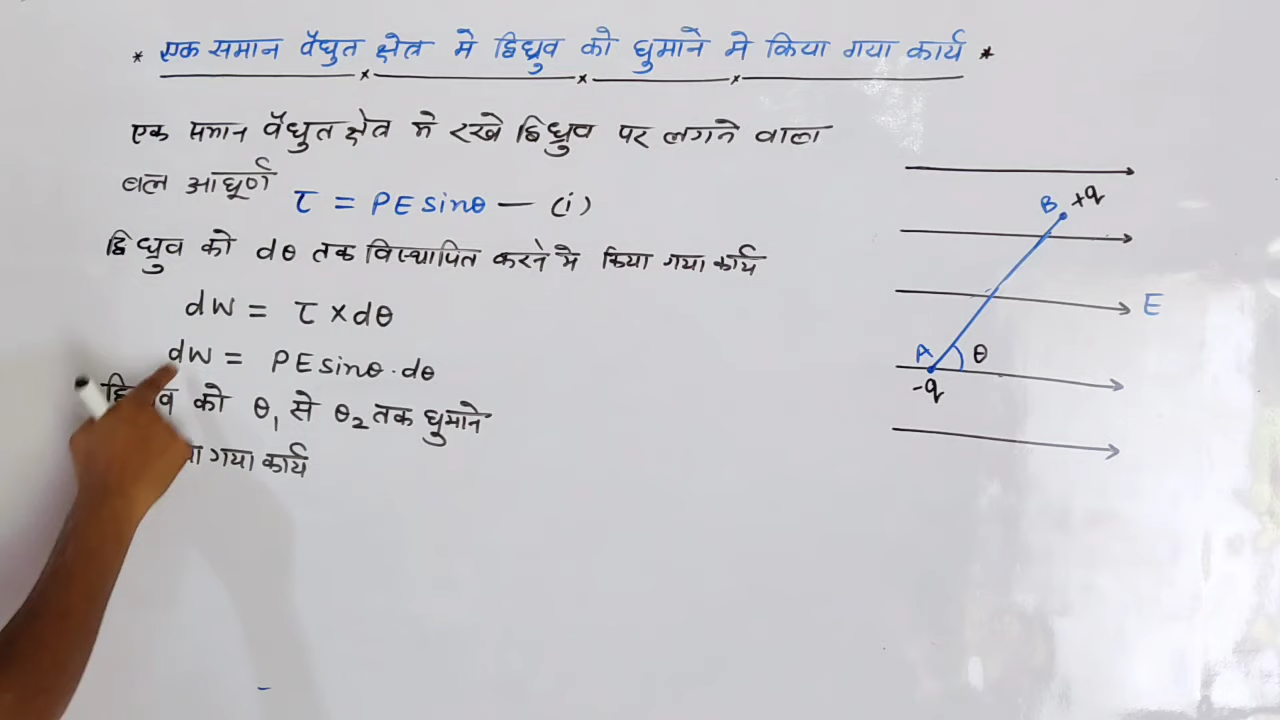 * एक समान वैधुत क्षेत्र मे द्विध्रुव को घुमाने मे किया गया कार्य *
एक समान वैधुत क्षेत्र मे रखे द्विध्रुव पर लगने वाला
बल आघूर्ण τ = PE sinθ — (i)
द्विध्रुव को dθ तक विस्थापित करने मे किया गया कार्य
dW = τ × dθ
dW = PE sinθ · dθ
को θ₁ से θ₂ तक घुमाने
गया कार्य
B +q
E
A θ
-q